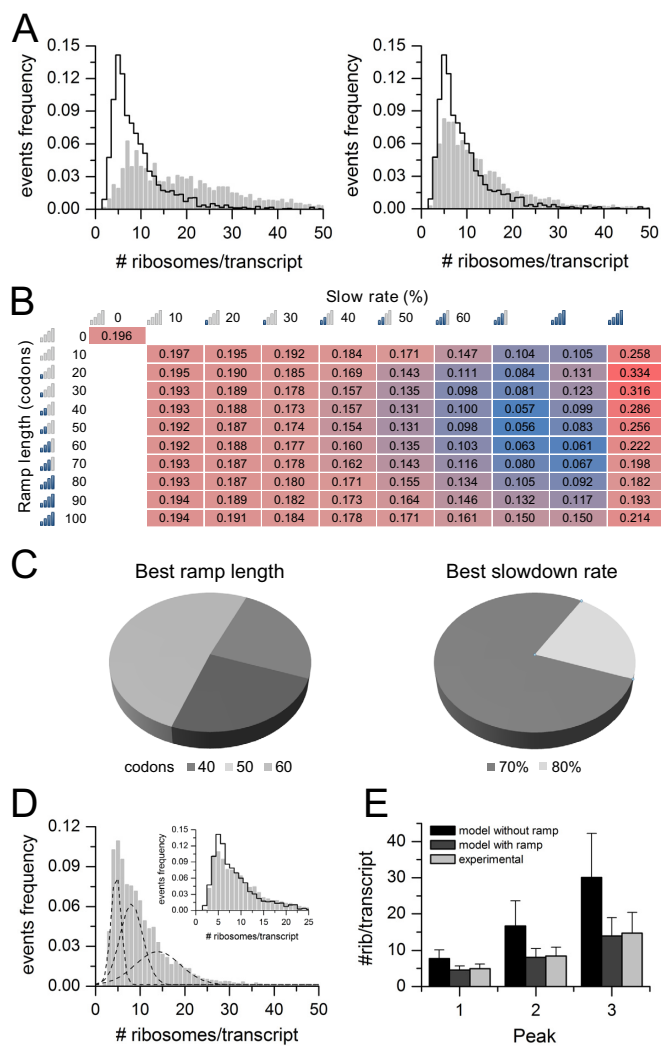 A
0.15
0.12
0.09
0.06
0.03
0.00
events frequency
0 10 20 30 40 50
# ribosomes/transcript
0.15
0.12
0.09
0.06
0.03
0.00
events frequency
0 10 20 30 40 50
# ribosomes/transcript
B
Slow rate (%)
0 10 20 30 40 50 60
Ramp length (codons)
0 0.196
10 0.197 0.195 0.192 0.184 0.171 0.147 0.104 0.105 0.258
20 0.195 0.190 0.185 0.169 0.143 0.111 0.084 0.131 0.334
30 0.193 0.189 0.178 0.157 0.135 0.098 0.081 0.123 0.316
40 0.193 0.188 0.173 0.157 0.131 0.100 0.057 0.099 0.286
50 0.192 0.187 0.174 0.154 0.131 0.098 0.056 0.083 0.256
60 0.192 0.188 0.177 0.160 0.135 0.103 0.063 0.061 0.222
70 0.193 0.187 0.178 0.162 0.143 0.116 0.080 0.067 0.198
80 0.193 0.187 0.180 0.171 0.155 0.134 0.105 0.092 0.182
90 0.194 0.189 0.182 0.173 0.164 0.146 0.132 0.117 0.193
100 0.194 0.191 0.184 0.178 0.171 0.161 0.150 0.150 0.214
C
Best ramp length
codons 40 50 60
Best slowdown rate
70% 80%
D
0.12
0.09
0.06
0.03
0.00
events frequency
0 10 20 30 40 50
# ribosomes/transcript
0.15
0.12
0.09
0.06
0.03
0.00
events frequency
0 5 10 15 20 25
# ribosomes/transcript
E
model without ramp
model with ramp
experimental
40
30
20
10
0
#rib/transcript
1 2 3
Peak